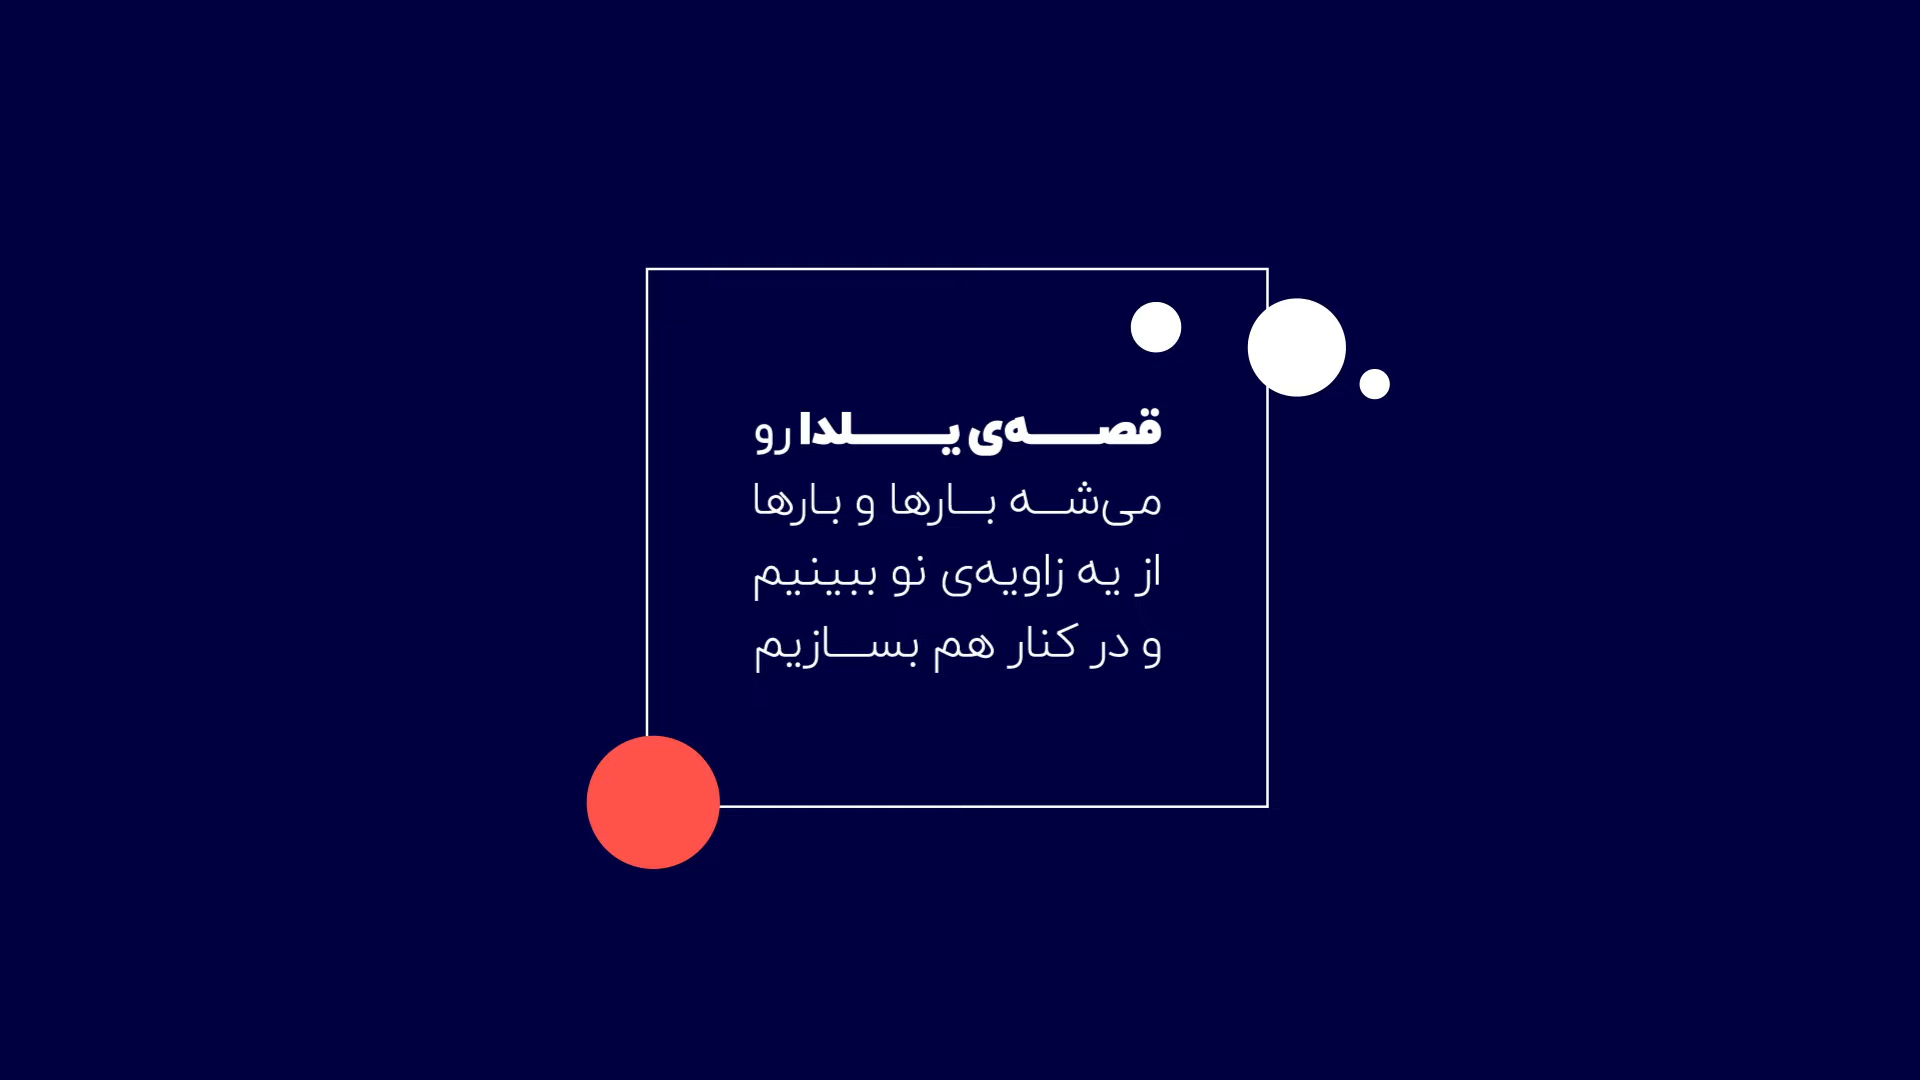 قصه‌ی یلدا رو
می‌شه بارها و بارها
از یه زاویه‌ی نو ببینیم
و در کنار هم بسازیم